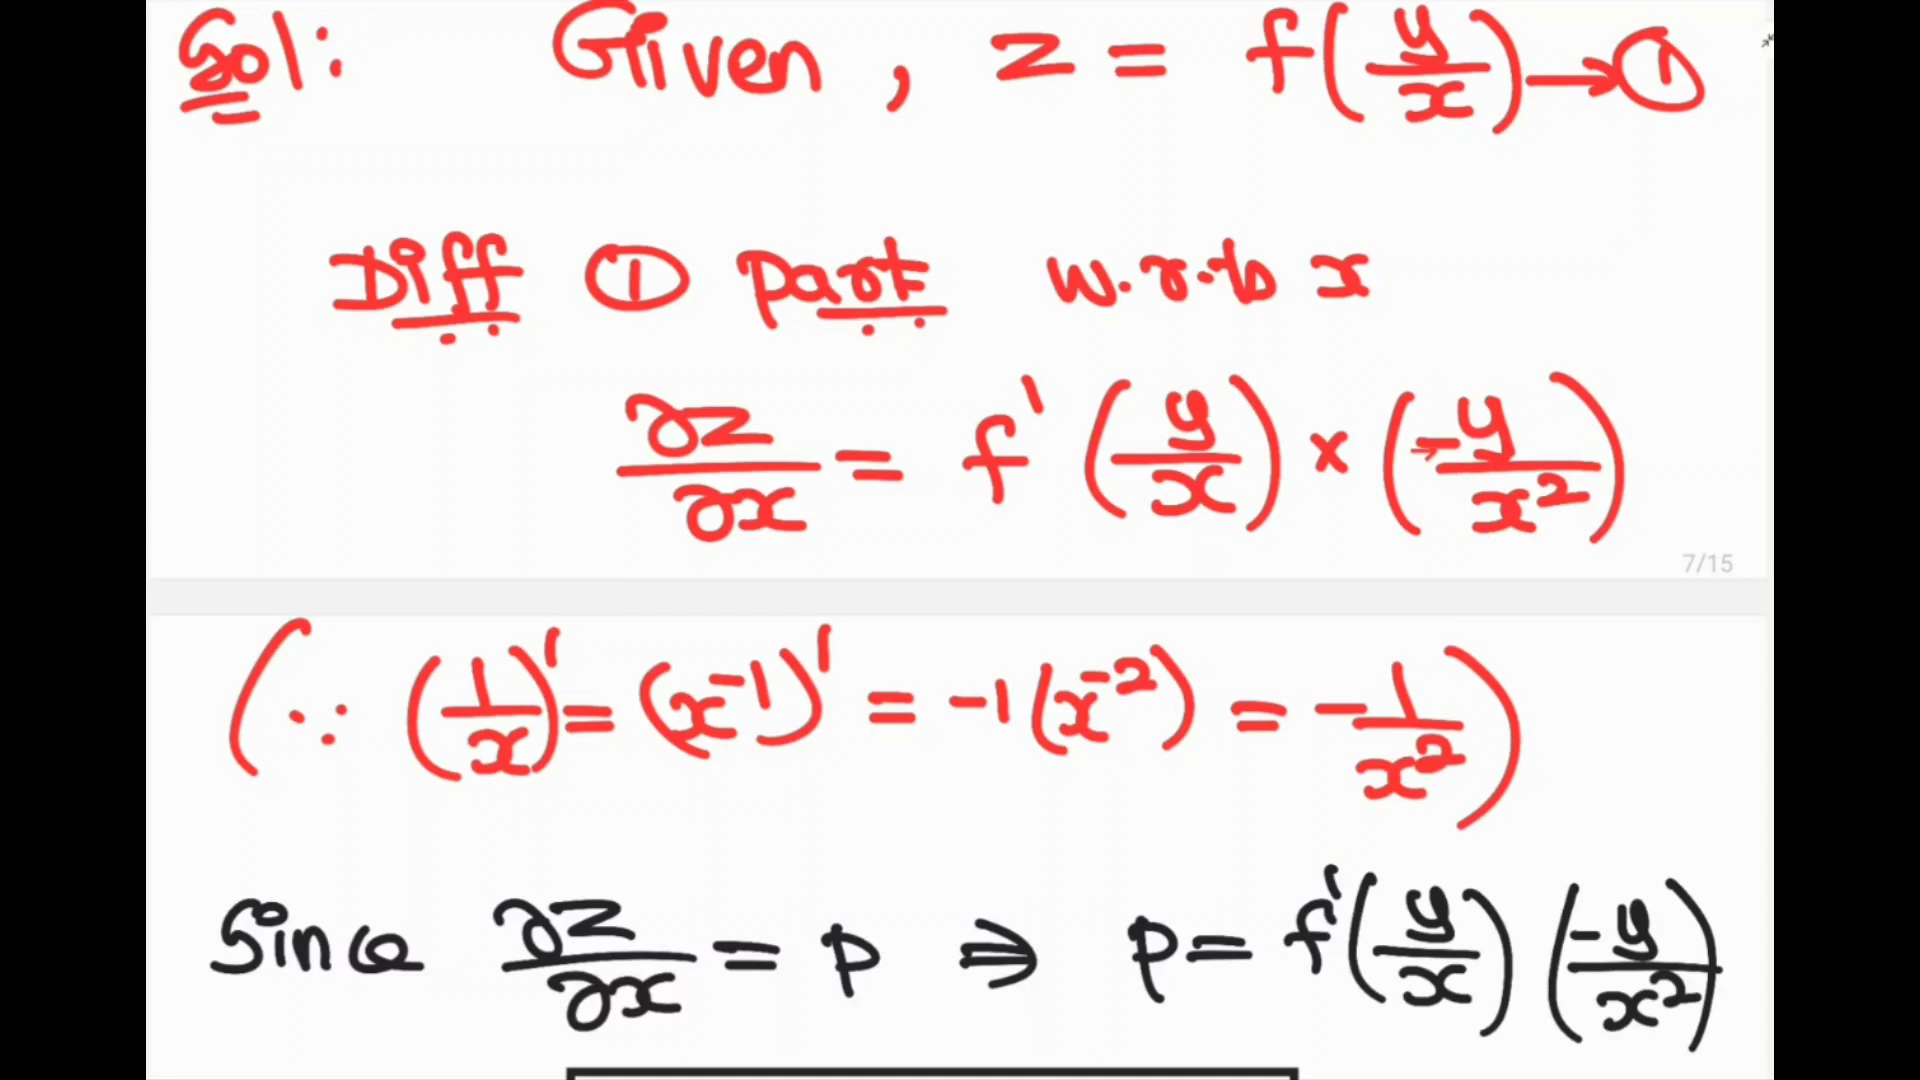 Sol: Given, z = f(y/x) → ①
Diff ① part w.r.to x
∂z/∂x = f'(y/x) × (-y/x²)
7/15
(∵ (1/x)' = (x⁻¹)' = -1(x⁻²) = -1/x²)
Since ∂z/∂x = p ⇒ p = f'(y/x) (-y/x²)